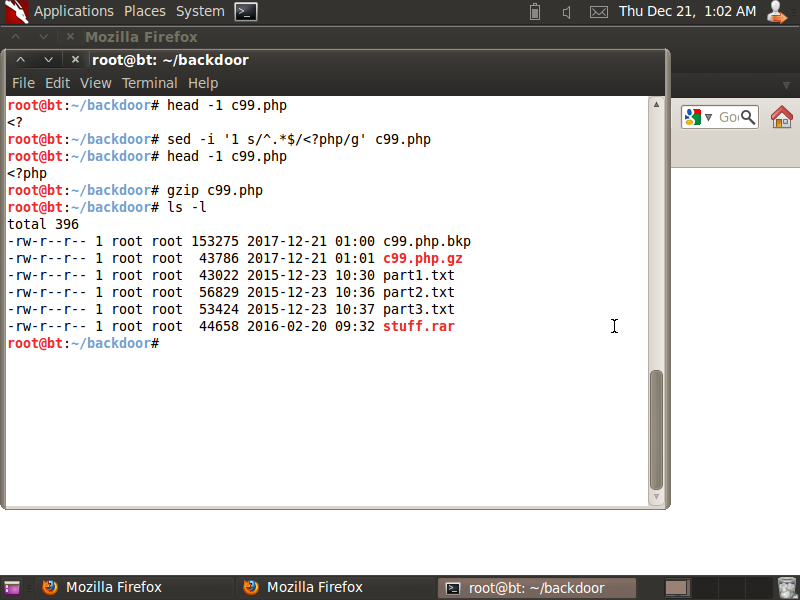 Applications Places System
Thu Dec 21, 1:02 AM
Mozilla Firefox
root@bt: ~/backdoor
File Edit View Terminal Help
root@bt:~/backdoor# head -1 c99.php
<?
root@bt:~/backdoor# sed -i '1 s/^.*$/<?php/g' c99.php
root@bt:~/backdoor# head -1 c99.php
<?php
root@bt:~/backdoor# gzip c99.php
root@bt:~/backdoor# ls -l
total 396
-rw-r--r-- 1 root root 153275 2017-12-21 01:00 c99.php.bkp
-rw-r--r-- 1 root root  43786 2017-12-21 01:01 c99.php.gz
-rw-r--r-- 1 root root  43022 2015-12-23 10:30 part1.txt
-rw-r--r-- 1 root root  56829 2015-12-23 10:36 part2.txt
-rw-r--r-- 1 root root  53424 2015-12-23 10:37 part3.txt
-rw-r--r-- 1 root root  44658 2016-02-20 09:32 stuff.rar
root@bt:~/backdoor#
Goo
Mozilla Firefox
Mozilla Firefox
root@bt: ~/backdoor